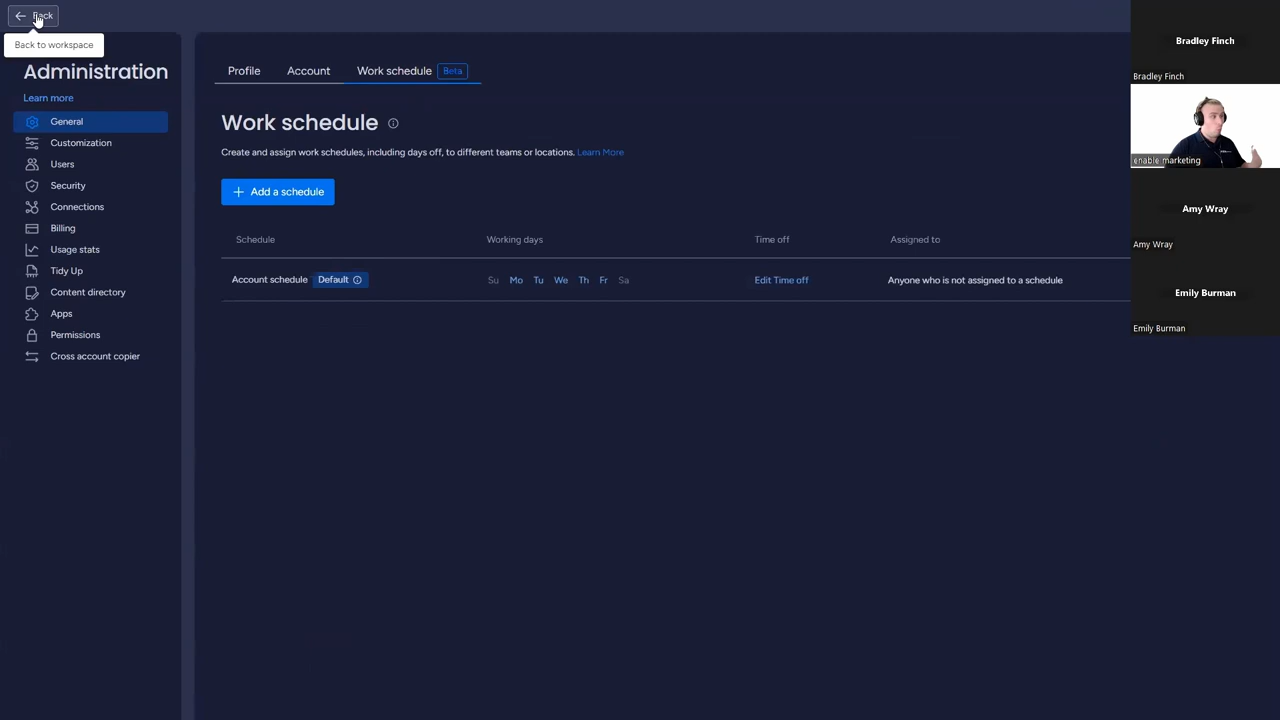 Back
Back to workspace
Administration
Learn more
General
Customization
Users
Security
Connections
Billing
Usage stats
Tidy Up
Content directory
Apps
Permissions
Cross account copier
Profile Account Work schedule Beta
Work schedule
Create and assign work schedules, including days off, to different teams or locations. Learn More
Add a schedule
Schedule Working days Time off Assigned to
Account schedule Default Su Mo Tu We Th Fr Sa Edit Time off Anyone who is not assigned to a schedule
Bradley Finch
Bradley Finch
enable marketing
Amy Wray
Amy Wray
Emily Burman
Emily Burman